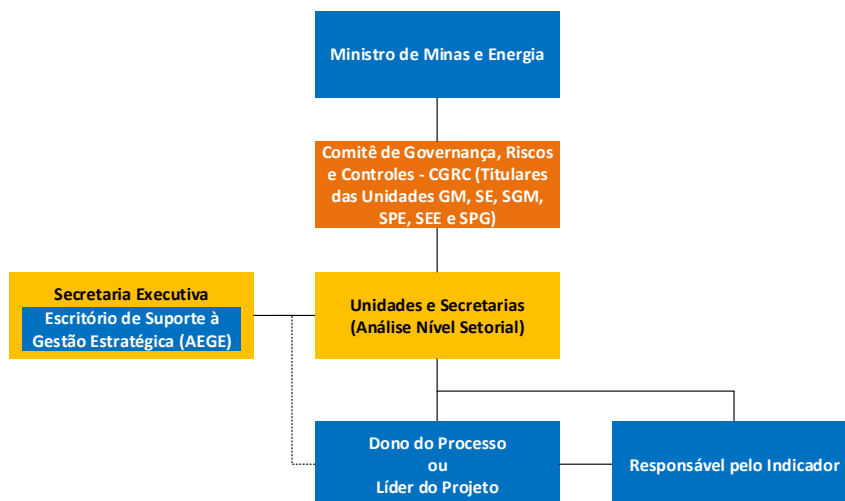 Ministro de Minas e Energia
Comitê de Governança, Riscos
e Controles - CGRC (Titulares
das Unidades GM, SE, SGM,
SPE, SEE e SPG)
Secretaria Executiva
Escritório de Suporte à
Gestão Estratégica (AEGE)
Unidades e Secretarias
(Análise Nível Setorial)
Dono do Processo
ou
Líder do Projeto
Responsável pelo Indicador